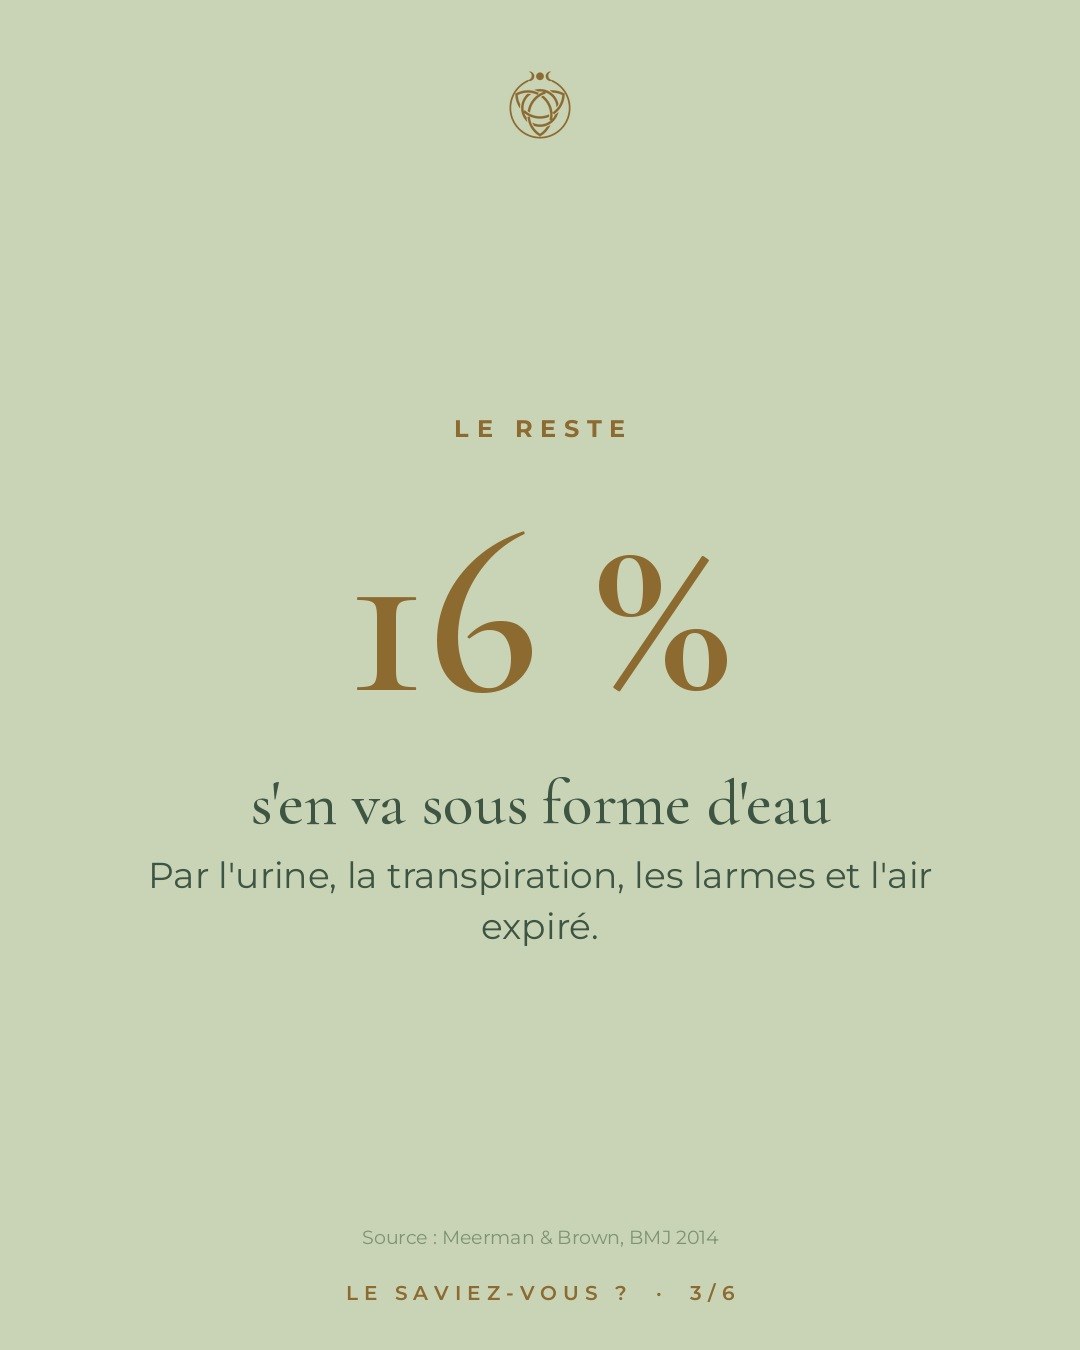 LE RESTE
16 %
s'en va sous forme d'eau
Par l'urine, la transpiration, les larmes et l'air
expiré.
Source : Meerman & Brown, BMJ 2014
LE SAVIEZ-VOUS ? · 3/6